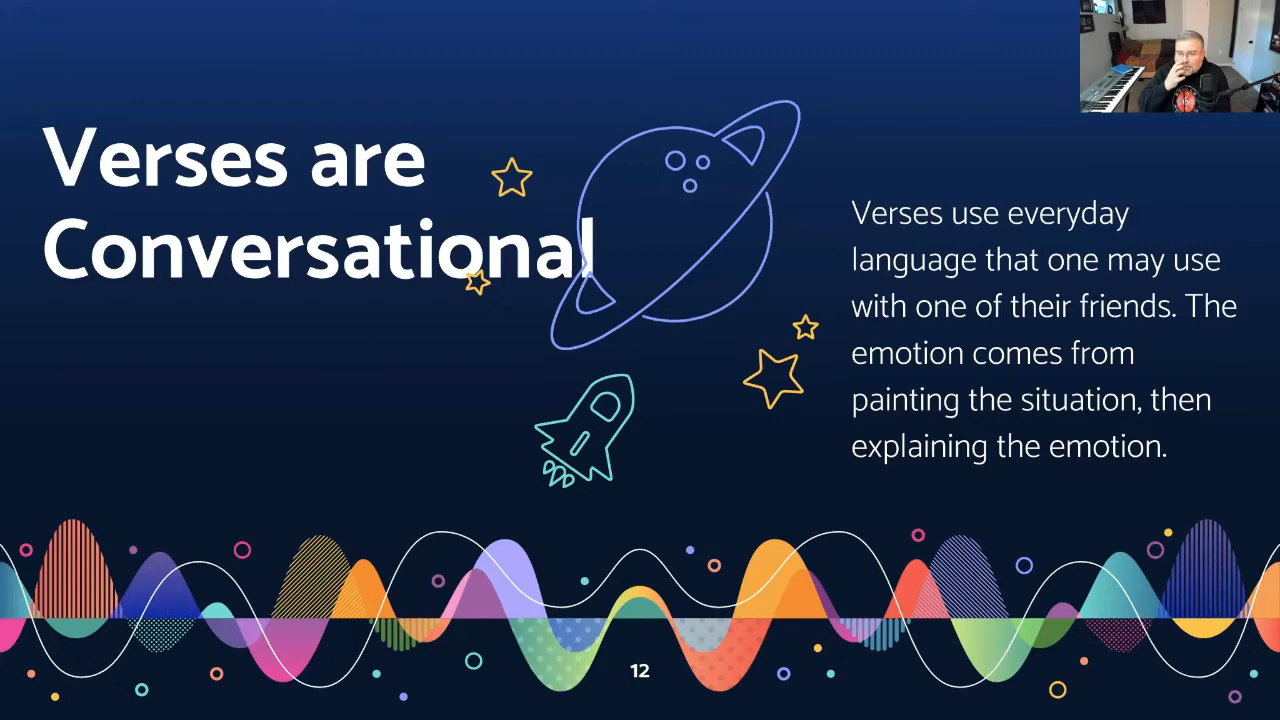 Verses are
Conversational
Verses use everyday
language that one may use
with one of their friends. The
emotion comes from
painting the situation, then
explaining the emotion.
12